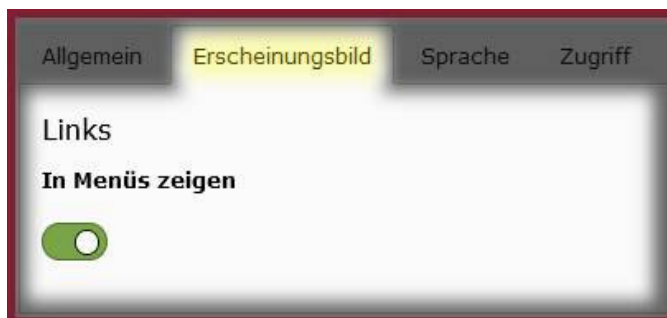 Allgemein Erscheinungsbild Sprache Zugriff
Links
In Menüs zeigen